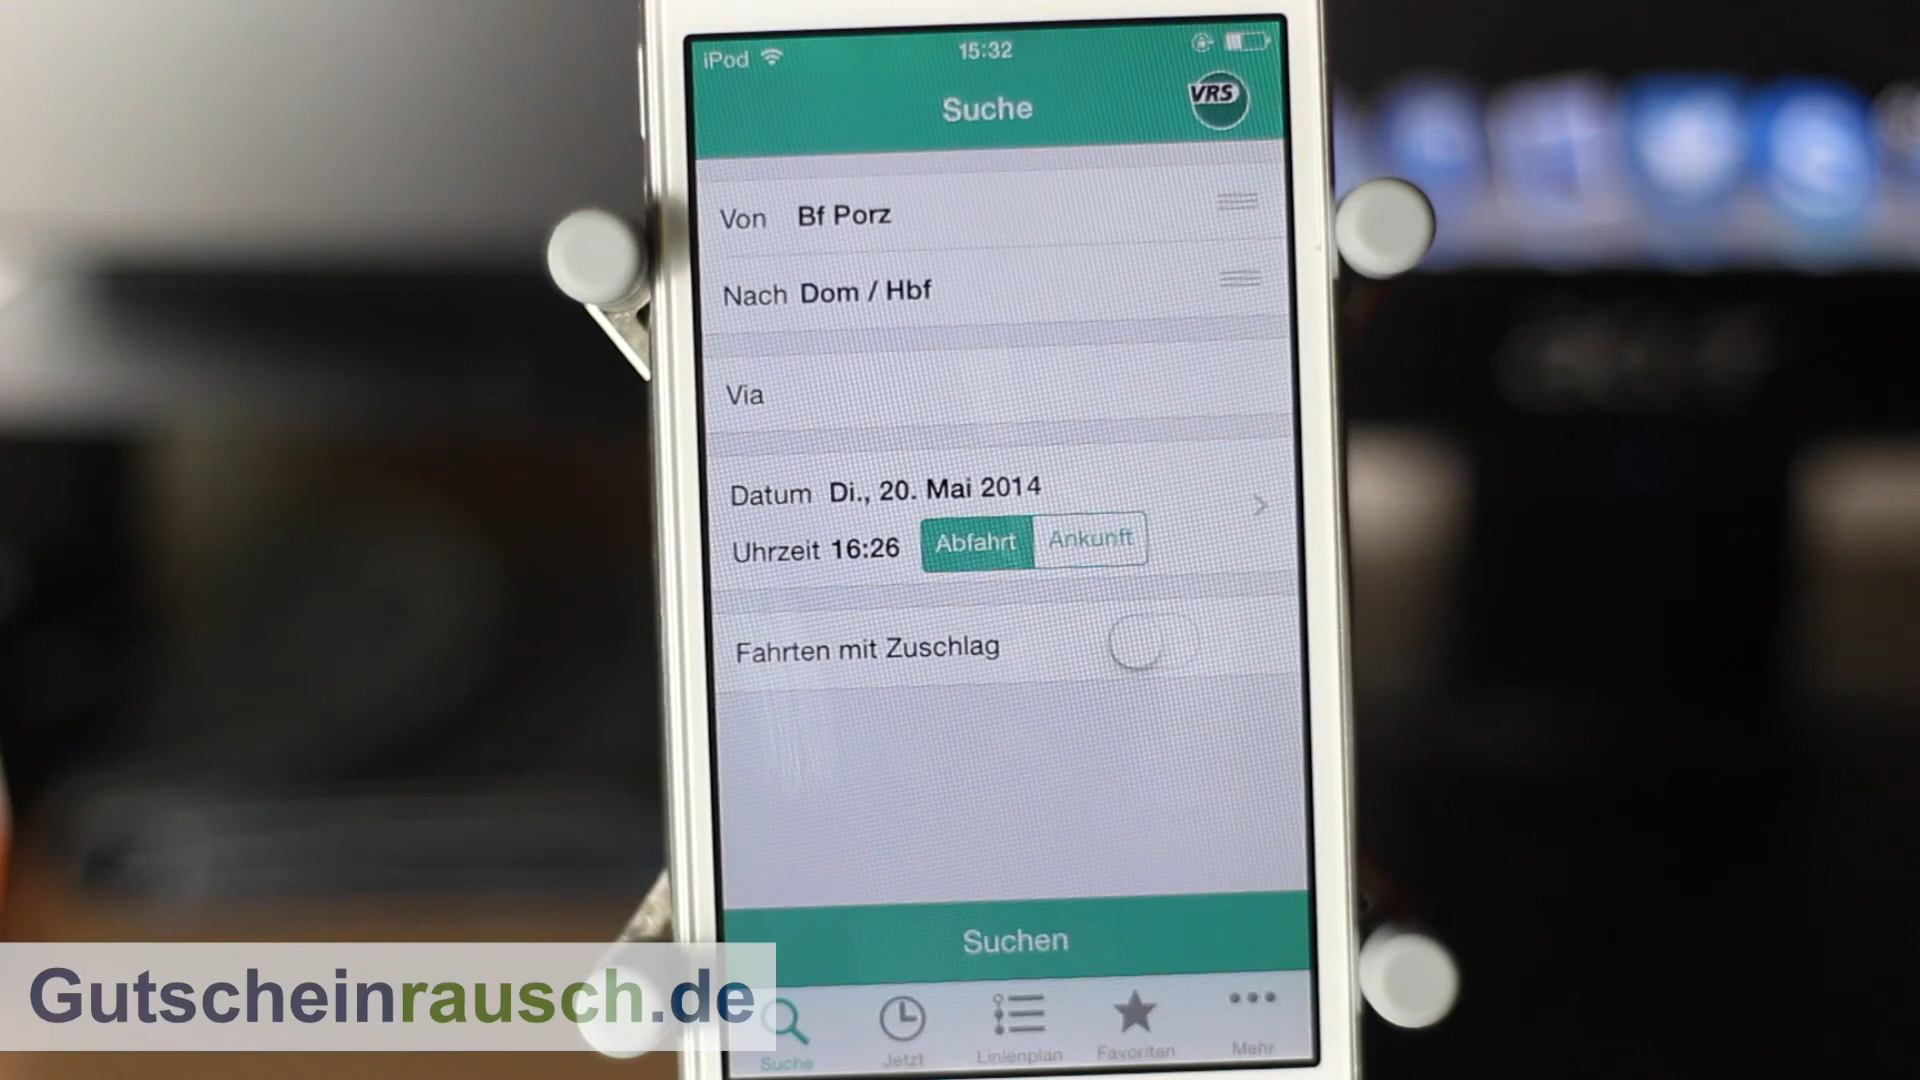 iPod 15:32
Suche VRS
Von Bf Porz
Nach Dom / Hbf
Via
Datum Di., 20. Mai 2014
Uhrzeit 16:26 Abfahrt Ankunft
Fahrten mit Zuschlag
Suchen
Gutscheinrausch.de
Suche Jetzt Linienplan Favoriten Mehr